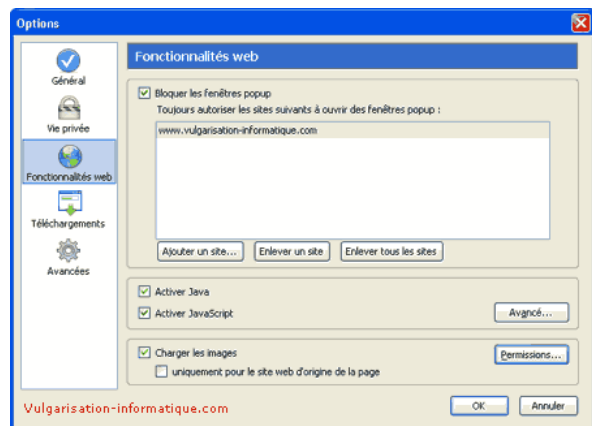 Options
Général
Vie privée
Fonctionnalités web
Téléchargements
Avancées
Fonctionnalités web
Bloquer les fenêtres popup
Toujours autoriser les sites suivants à ouvrir des fenêtres popup :
www.vulgarisation-informatique.com
Ajouter un site... Enlever un site Enlever tous les sites
Activer Java
Activer JavaScript Avancé...
Charger les images Permissions...
uniquement pour le site web d'origine de la page
Vulgarisation-informatique.com OK Annuler